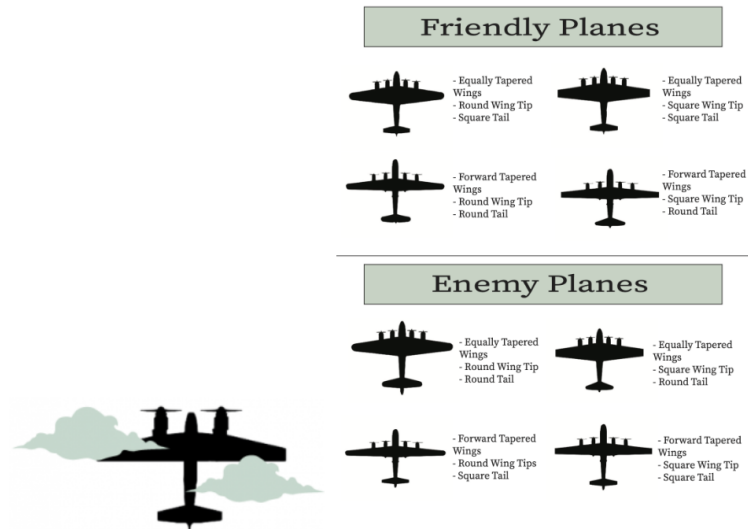 Friendly Planes
- Equally Tapered
Wings
- Round Wing Tip
- Square Tail
- Equally Tapered
Wings
- Square Wing Tip
- Square Tail
- Forward Tapered
Wings
- Round Wing Tip
- Round Tail
- Forward Tapered
Wings
- Square Wing Tip
- Round Tail
Enemy Planes
- Equally Tapered
Wings
- Round Wing Tip
- Round Tail
- Equally Tapered
Wings
- Square Wing Tip
- Round Tail
- Forward Tapered
Wings
- Round Wing Tips
- Square Tail
- Forward Tapered
Wings
- Square Wing Tip
- Square Tail